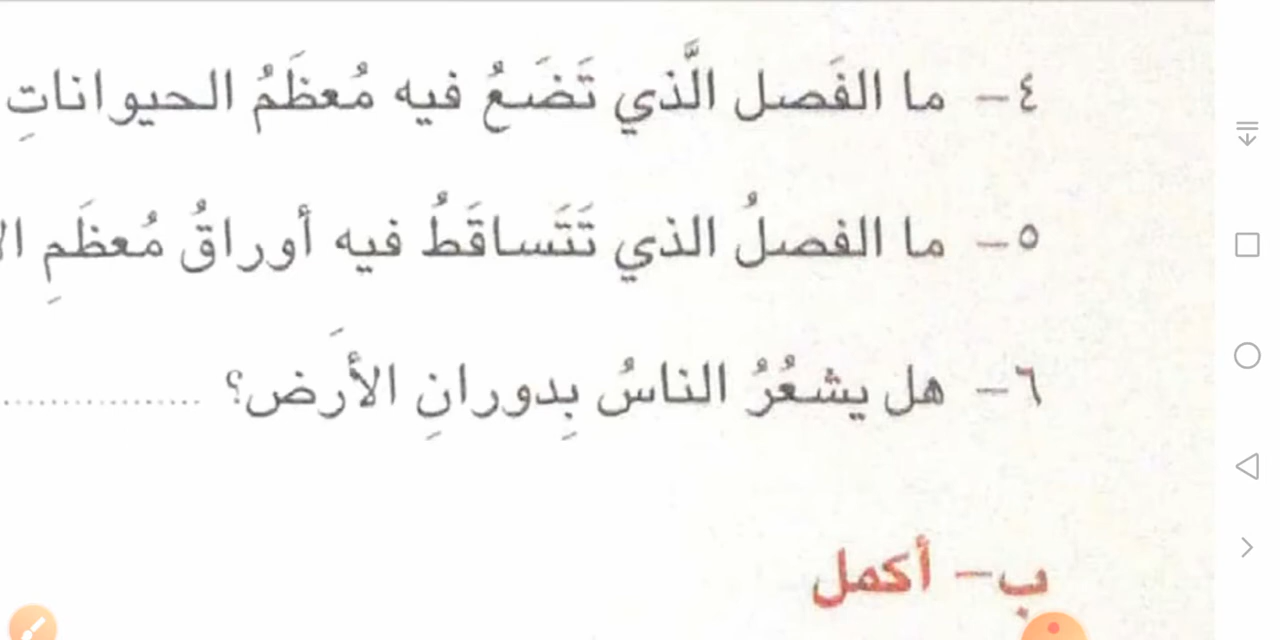 ٤- ما الفَصل الَّذي تَضَعُ فيه مُعظَمُ الحيواناتِ
٥- ما الفصلُ الذي تَتَساقَطُ فيه أوراقُ مُعظَمِ
٦- هل يشعُرُ الناسُ بِدورانِ الأَرض؟ ................
ب- أكمل